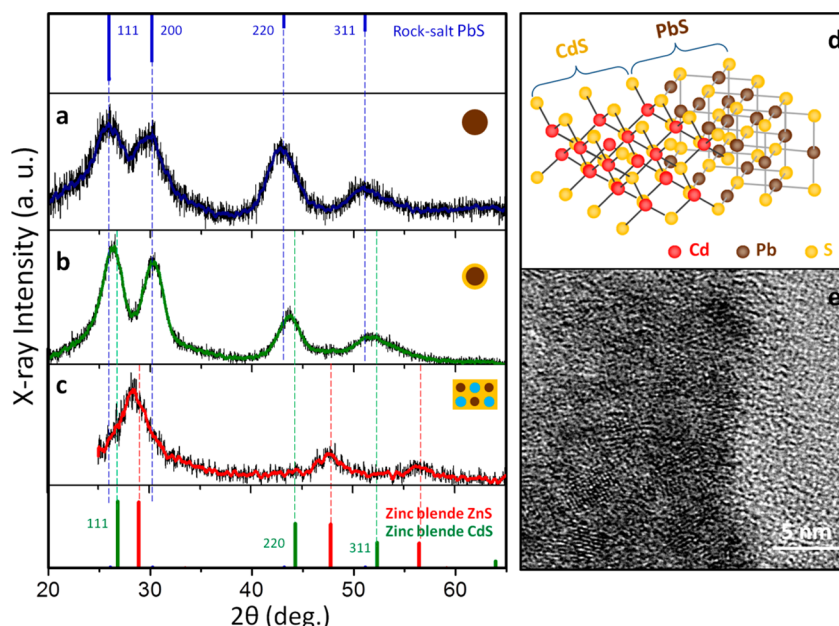 111
200
220
311
Rock-salt PbS
a
b
c
X-ray Intensity (a. u.)
Zinc blende ZnS
Zinc blende CdS
111
220
311
20
30
40
50
60
2θ (deg.)
d
CdS
PbS
Cd
Pb
S
e
5 nm